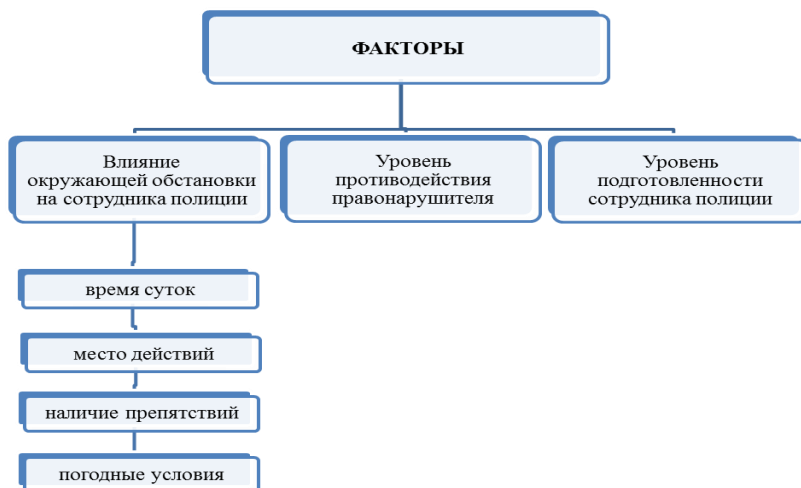 ФАКТОРЫ
Влияние
окружающей обстановки
на сотрудника полиции
Уровень
противодействия
правонарушителя
Уровень
подготовленности
сотрудника полиции
время суток
место действий
наличие препятствий
погодные условия